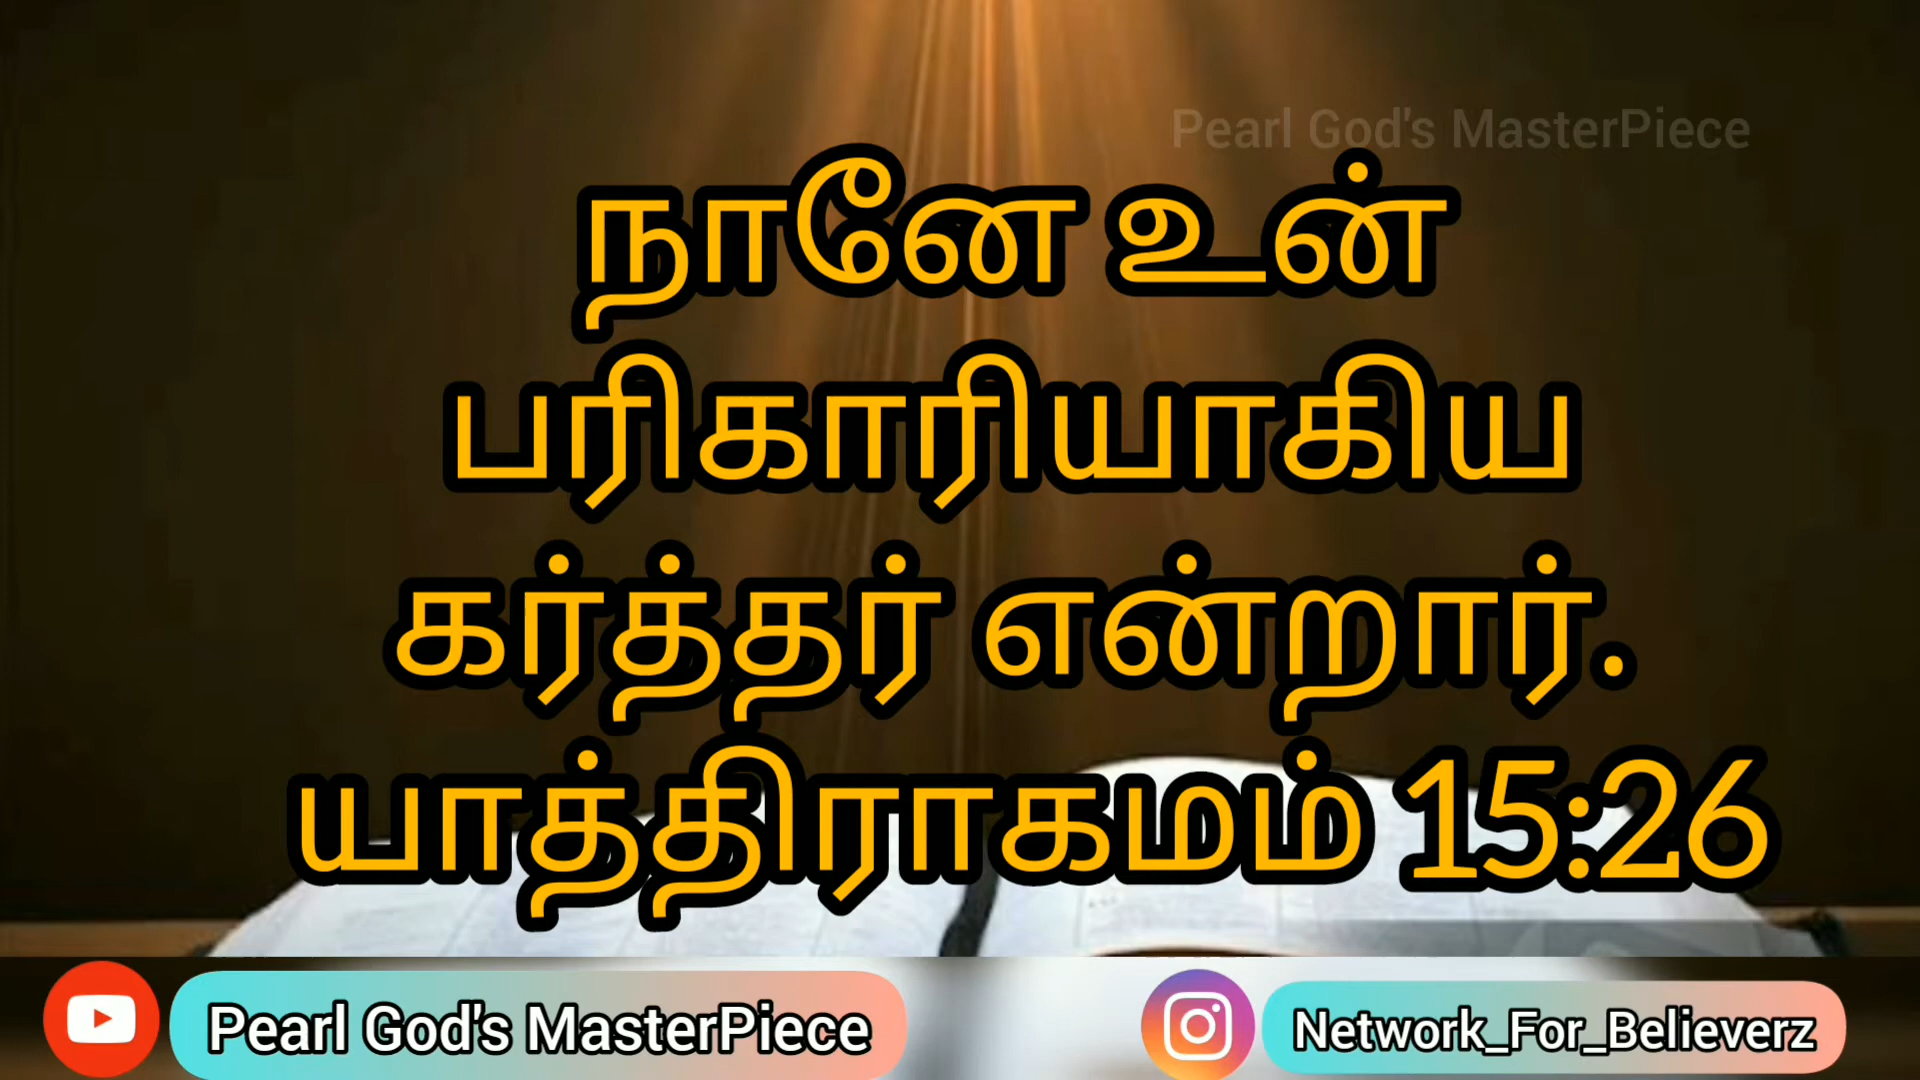 Pearl God's MasterPiece
நானே உன்
பரிகாரியாகிய
கர்த்தர் என்றார்.
யாத்திராகமம் 15:26
Pearl God's MasterPiece
Network_For_Believerz